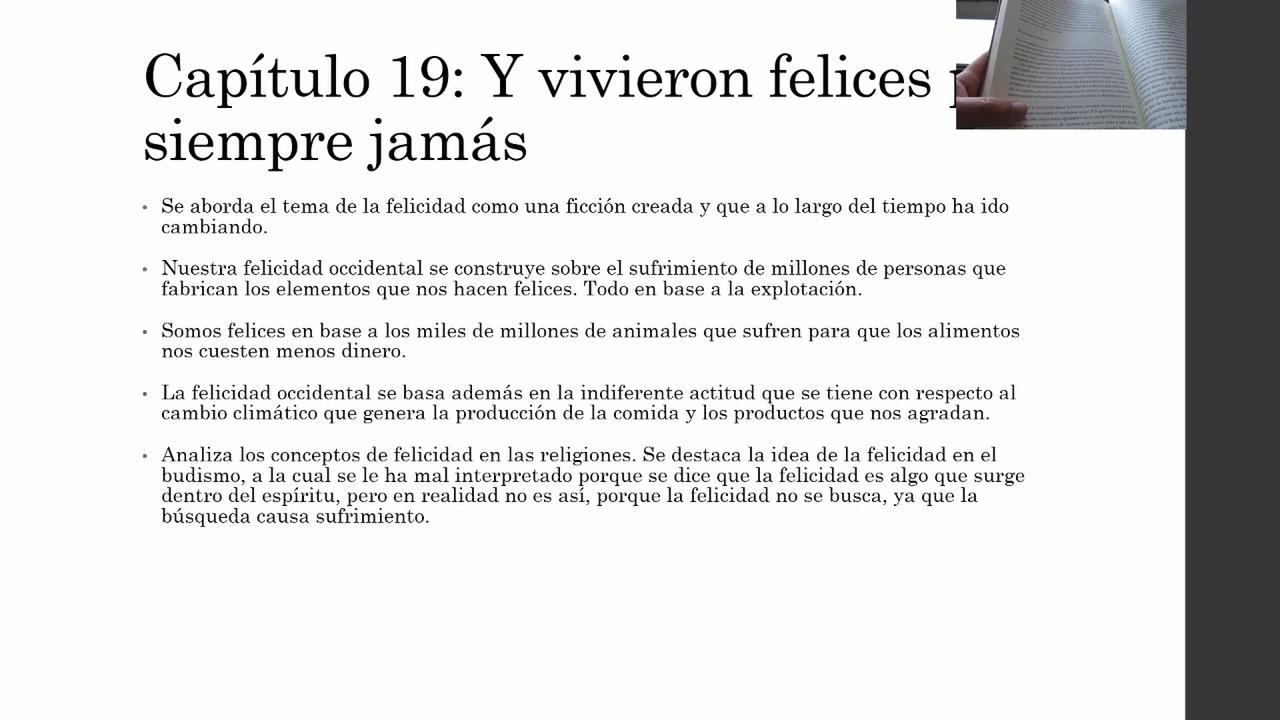 Capítulo 19: Y vivieron felices
siempre jamás
• Se aborda el tema de la felicidad como una ficción creada y que a lo largo del tiempo ha ido
cambiando.
• Nuestra felicidad occidental se construye sobre el sufrimiento de millones de personas que
fabrican los elementos que nos hacen felices. Todo en base a la explotación.
• Somos felices en base a los miles de millones de animales que sufren para que los alimentos
nos cuesten menos dinero.
• La felicidad occidental se basa además en la indiferente actitud que se tiene con respecto al
cambio climático que genera la producción de la comida y los productos que nos agradan.
• Analiza los conceptos de felicidad en las religiones. Se destaca la idea de la felicidad en el
budismo, a la cual se le ha mal interpretado porque se dice que la felicidad es algo que surge
dentro del espíritu, pero en realidad no es así, porque la felicidad no se busca, ya que la
búsqueda causa sufrimiento.